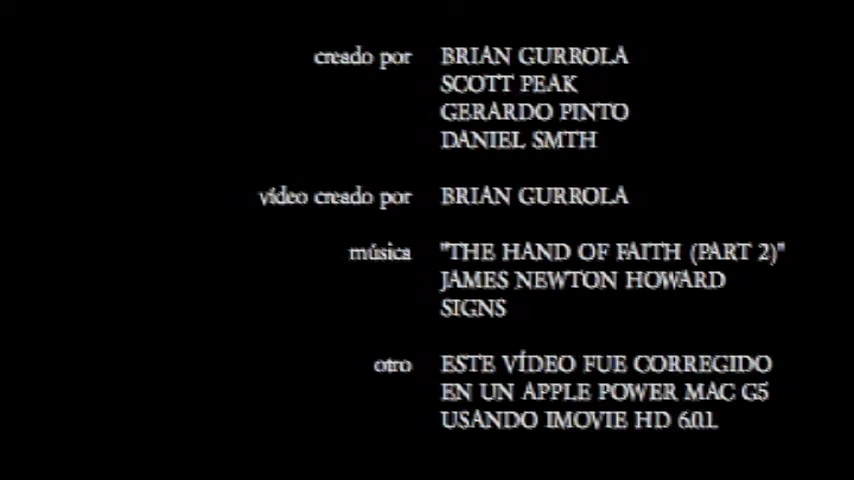 creado por BRIAN GURROLA
SCOTT PEAK
GERARDO PINTO
DANIEL SMTH
vídeo creado por BRIAN GURROLA
música "THE HAND OF FAITH (PART 2)"
JAMES NEWTON HOWARD
SIGNS
otro ESTE VÍDEO FUE CORREGIDO
EN UN APPLE POWER MAC G5
USANDO IMOVIE HD 6.0.1.